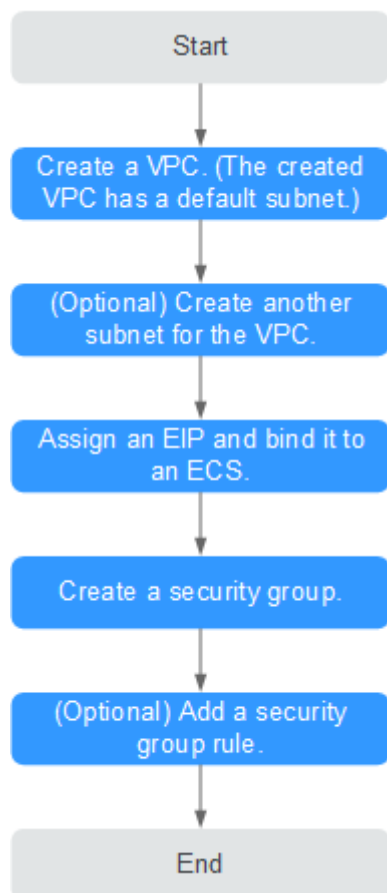 Start
Create a VPC. (The created
VPC has a default subnet.)
(Optional) Create another
subnet for the VPC.
Assign an EIP and bind it to
an ECS.
Create a security group.
(Optional) Add a security
group rule.
End